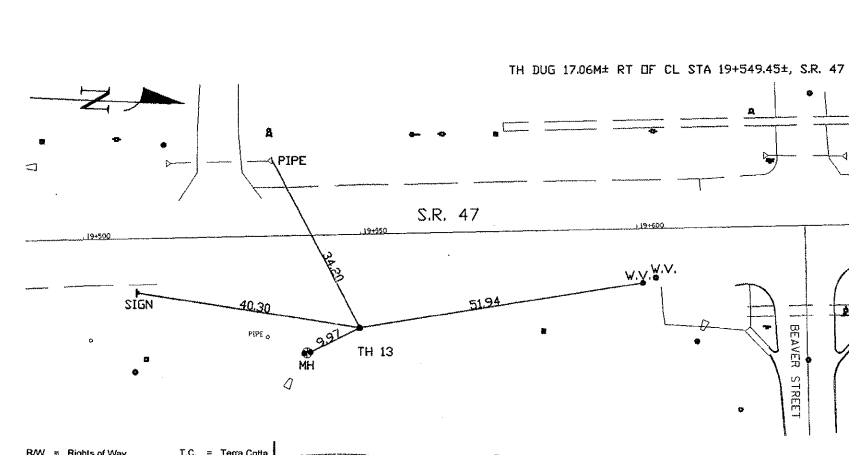 TH DUG 17.06M± RT OF CL STA 19+549.45±, S.R. 47
N
PIPE
S.R. 47
19+500
19+550
19+600
34.20
W.V. W.V.
SIGN
40.30
51.94
PIPE
9.97
TH 13
MH
BEAVER STREET
R/W = Rights of Way
T.C. = Terra Cotta